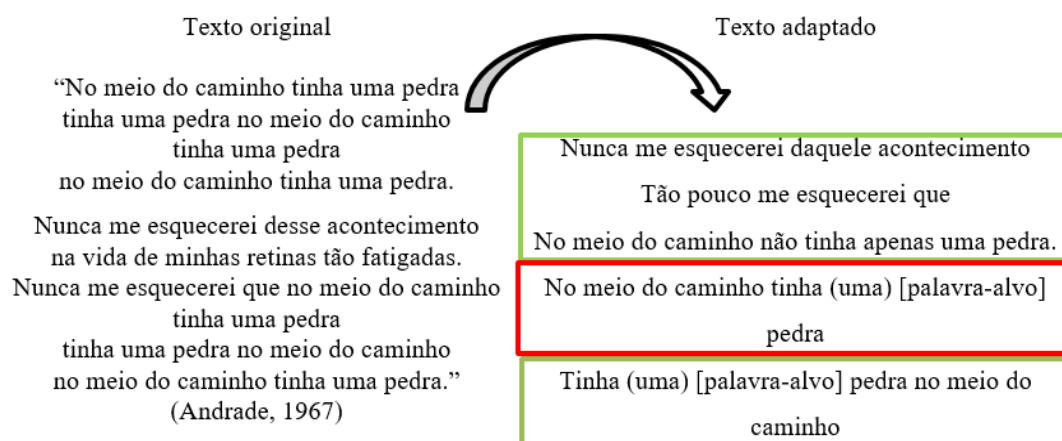 Texto original
“No meio do caminho tinha uma pedra
tinha uma pedra no meio do caminho
tinha uma pedra
no meio do caminho tinha uma pedra.
Nunca me esquecerei desse acontecimento
na vida de minhas retinas tão fatigadas.
Nunca me esquecerei que no meio do caminho
tinha uma pedra
tinha uma pedra no meio do caminho
no meio do caminho tinha uma pedra.”
(Andrade, 1967)
Texto adaptado
Nunca me esquecerei daquele acontecimento
Tão pouco me esquecerei que
No meio do caminho não tinha apenas uma pedra.
No meio do caminho tinha (uma) [palavra-alvo]
pedra
Tinha (uma) [palavra-alvo] pedra no meio do
caminho